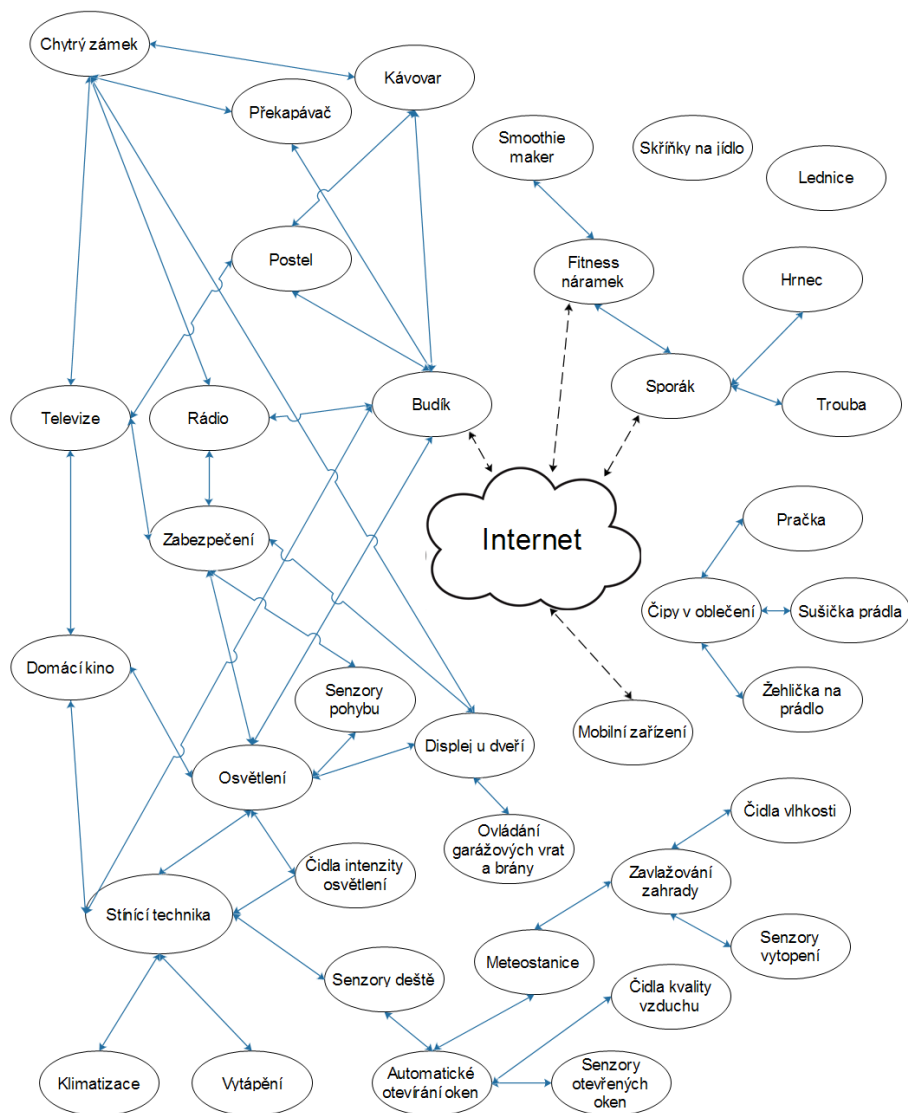 Chytrý zámek
Kávovar
Překapávač
Smoothie
maker
Skříňky na jídlo
Lednice
Postel
Fitness
náramek
Hrnec
Sporák
Televize
Rádio
Budík
Trouba
Internet
Zabezpečení
Pračka
Čipy v oblečení
Sušička prádla
Domácí kino
Senzory
pohybu
Žehlička na
prádlo
Mobilní zařízení
Displej u dveří
Osvětlení
Čidla vlhkosti
Ovládání
garážových vrat
a brány
Čidla intenzity
osvětlení
Zavlažování
zahrady
Stínící technika
Senzory
vytopení
Meteostanice
Senzory deště
Čidla kvality
vzduchu
Klimatizace
Vytápění
Automatické
otevírání oken
Senzory
otevřených
oken